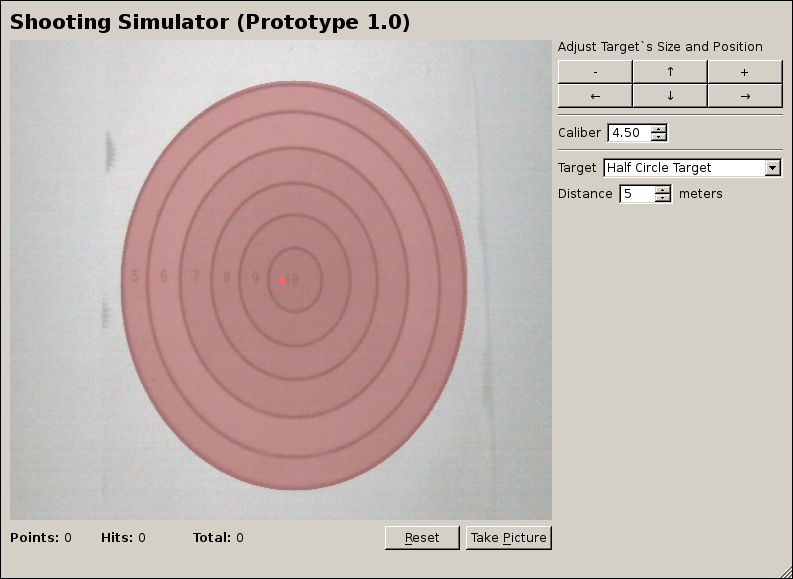 Shooting Simulator (Prototype 1.0)
Adjust Target`s Size and Position
- ↑ +
← ↓ →
Caliber 4.50
Target Half Circle Target
Distance 5 meters
5 6 7 8 9 10
Points: 0 Hits: 0 Total: 0 Reset Take Picture